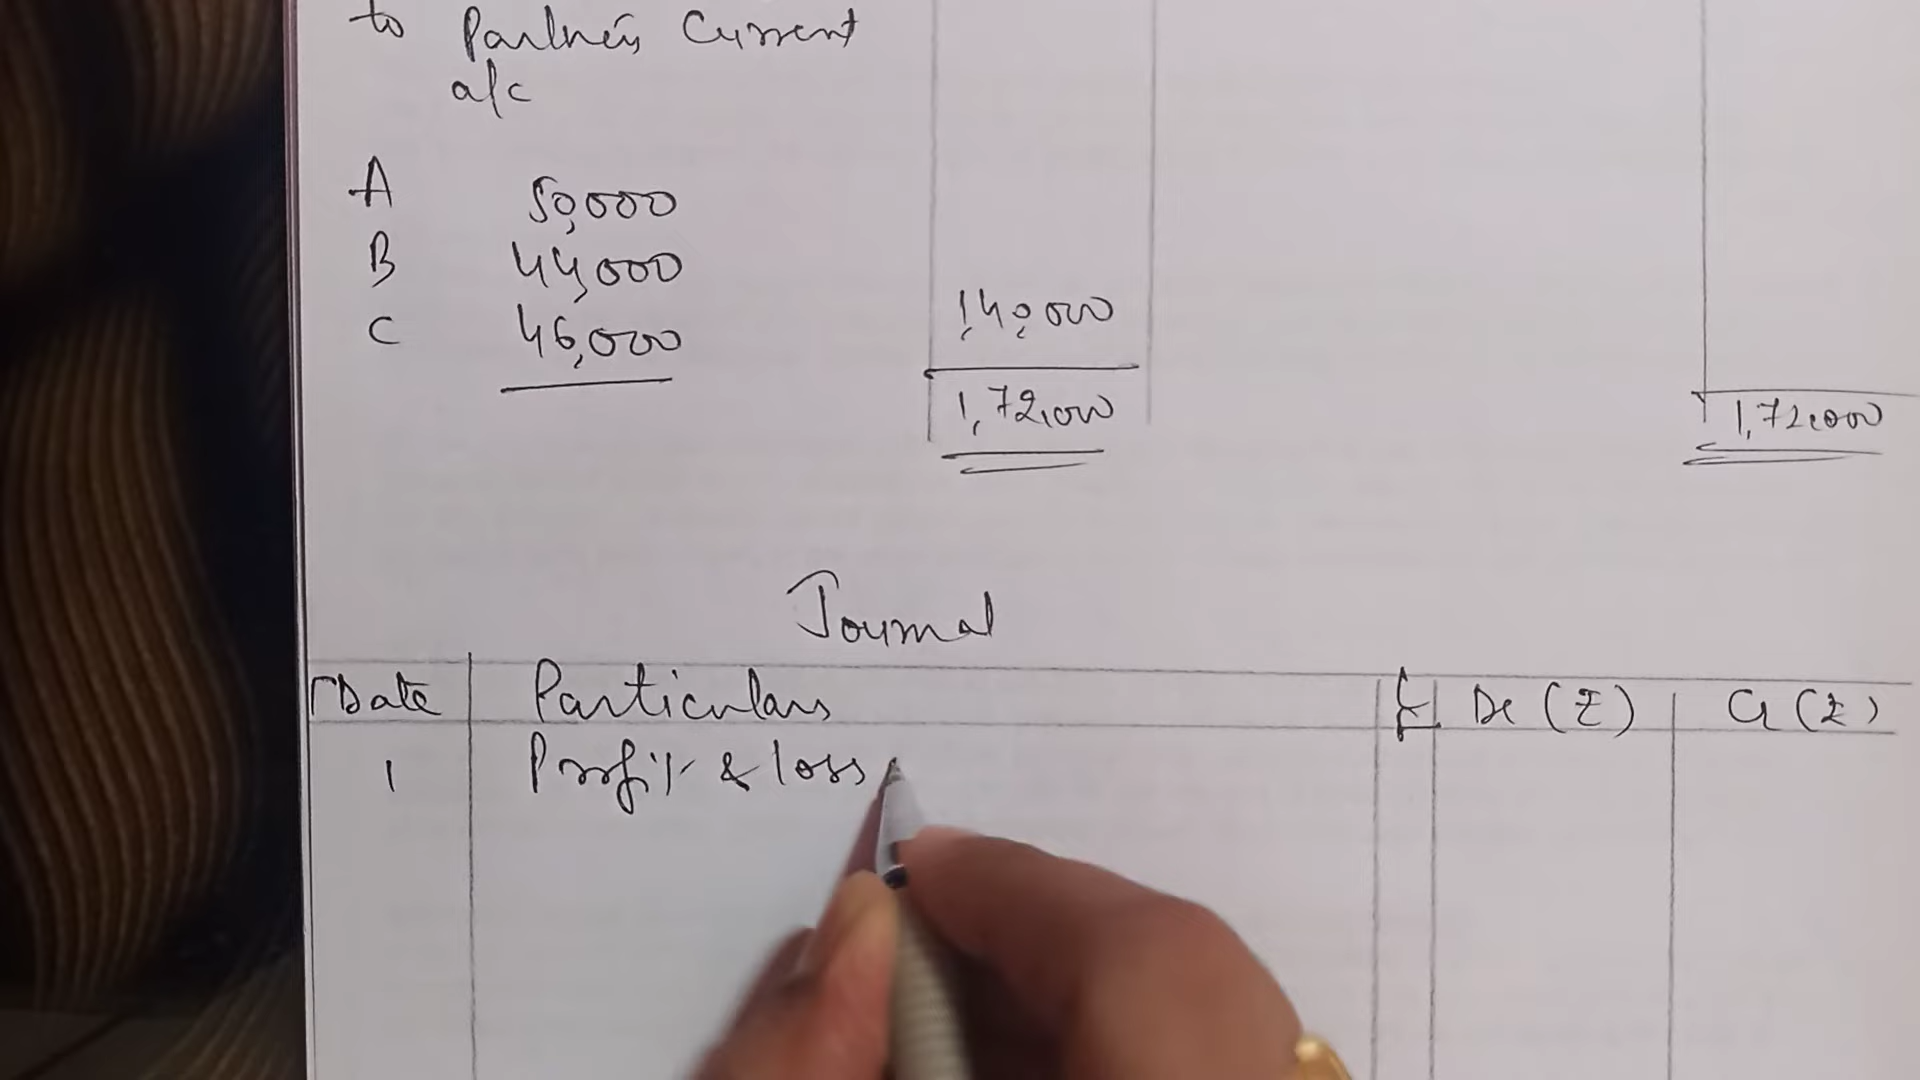 to Partner's Current
a/c
A 50,000
B 44,000
C 46,000
1,40,000
1,72,000 1,72,000
Journal
Date Particulars L.F. Dr (₹) Cr (₹)
1 Profit & loss